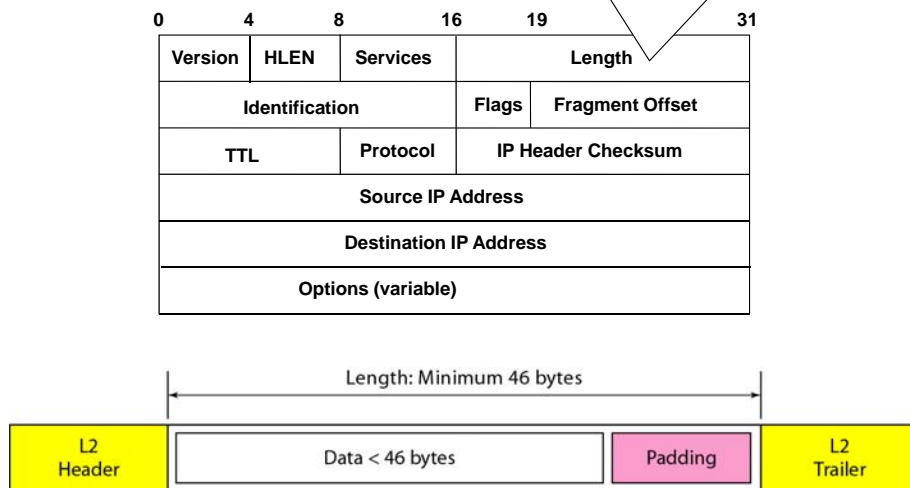 0 4 8 16 19 31
Version HLEN Services Length
Identification Flags Fragment Offset
TTL Protocol IP Header Checksum
Source IP Address
Destination IP Address
Options (variable)
Length: Minimum 46 bytes
L2 Header
Data < 46 bytes
Padding
L2 Trailer